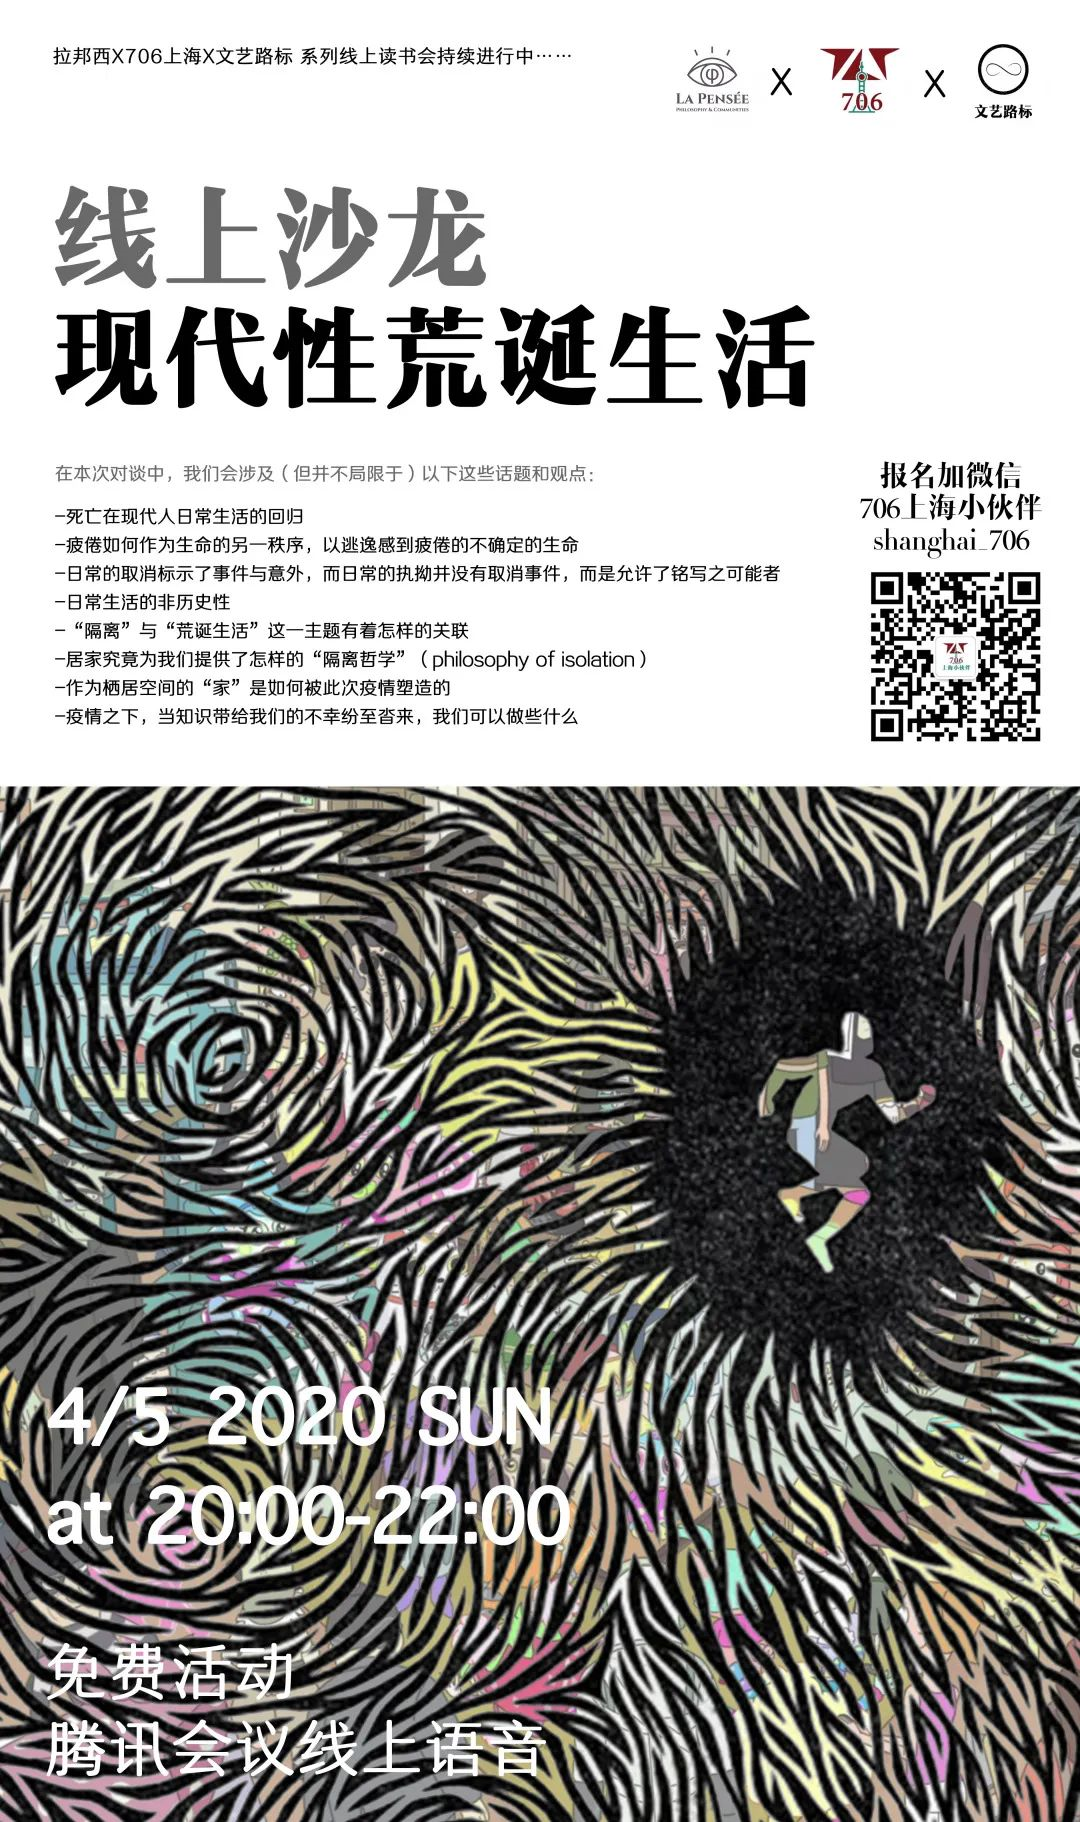 拉邦西X706上海X文艺路标 系列线上读书会持续进行中……
LA PENSÉE
PHILOSOPHY & COMMUNITIES
X
706
X
文艺路标
线上沙龙
现代性荒诞生活
在本次对谈中，我们会涉及（但并不局限于）以下这些话题和观点：
-死亡在现代人日常生活的回归
-疲倦如何作为生命的另一秩序，以逃逸感到疲倦的不确定的生命
-日常的取消标示了事件与意外，而日常的执拗并没有取消事件，而是允许了铭写之可能者
-日常生活的非历史性
-“隔离”与“荒诞生活”这一主题有着怎样的关联
-居家究竟为我们提供了怎样的“隔离哲学”（philosophy of isolation）
-作为栖居空间的“家”是如何被此次疫情塑造的
-疫情之下，当知识带给我们的不幸纷至沓来，我们可以做些什么
报名加微信
706上海小伙伴
shanghai_706
706
上海小伙伴
4/5 2020 SUN
at 20:00-22:00
免费活动
腾讯会议线上语音